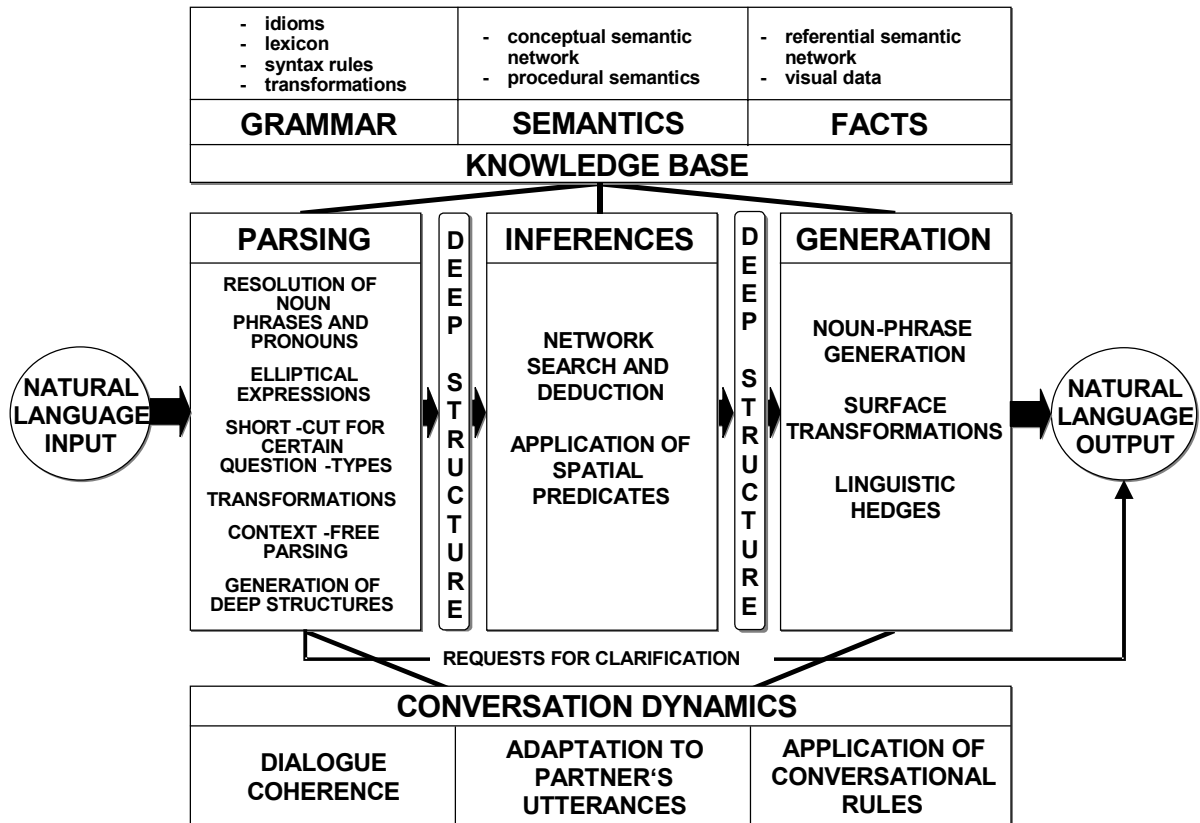 - idioms
- lexicon
- syntax rules
- transformations
GRAMMAR
- conceptual semantic
network
- procedural semantics
SEMANTICS
- referential semantic
network
- visual data
FACTS
KNOWLEDGE BASE
NATURAL
LANGUAGE
INPUT
PARSING
RESOLUTION OF
NOUN
PHRASES AND
PRONOUNS
ELLIPTICAL
EXPRESSIONS
SHORT -CUT FOR
CERTAIN
QUESTION -TYPES
TRANSFORMATIONS
CONTEXT -FREE
PARSING
GENERATION OF
DEEP STRUCTURES
DEEP STRUCTURE
INFERENCES
NETWORK
SEARCH AND
DEDUCTION
APPLICATION OF
SPATIAL
PREDICATES
DEEP STRUCTURE
GENERATION
NOUN-PHRASE
GENERATION
SURFACE
TRANSFORMATIONS
LINGUISTIC
HEDGES
NATURAL
LANGUAGE
OUTPUT
REQUESTS FOR CLARIFICATION
CONVERSATION DYNAMICS
DIALOGUE
COHERENCE
ADAPTATION TO
PARTNER‘S
UTTERANCES
APPLICATION OF
CONVERSATIONAL
RULES